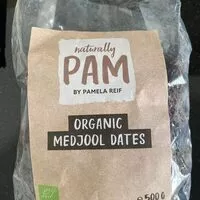 naturally
PAM
BY PAMELA REIF
ORGANIC
MEDJOOL DATES
℮ 500 g